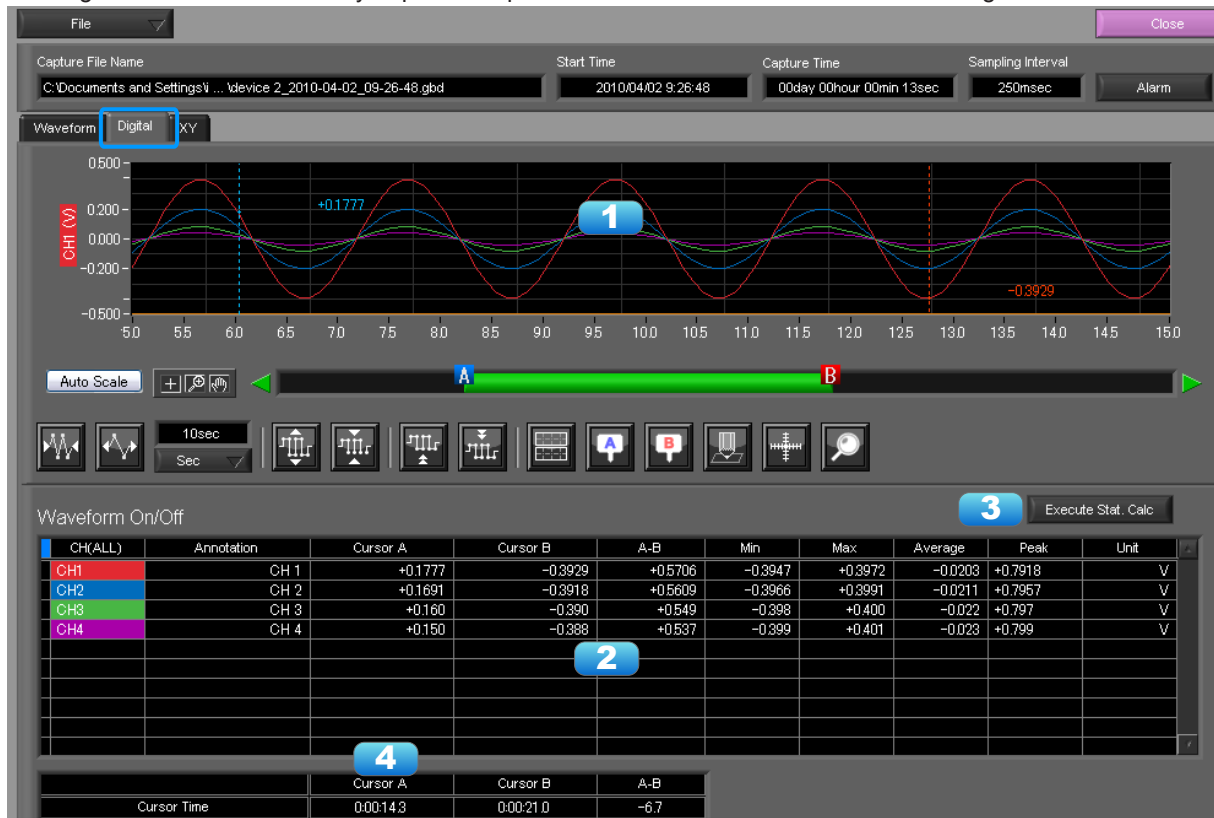 File Close
Capture File Name Start Time Capture Time Sampling Interval
C:\Documents and Settings\i ... \device 2_2010-04-02_09-26-48.gbd 2010/04/02 9:26:48 00day 00hour 00min 13sec 250msec Alarm
Waveform Digital XY
0.500
0.200
0.000
-0.200
-0.500
CH1 (V)
+0.1777
1
-0.3929
5.0 5.5 6.0 6.5 7.0 7.5 8.0 8.5 9.0 9.5 10.0 10.5 11.0 11.5 12.0 12.5 13.0 13.5 14.0 14.5 15.0
A B
Auto Scale
10sec
Sec
A B
Waveform On/Off 3 Execute Stat. Calc
CH(ALL) Annotation Cursor A Cursor B A-B Min Max Average Peak Unit
CH1 CH 1 +0.1777 -0.3929 +0.5706 -0.3947 +0.3972 -0.0203 +0.7918 V
CH2 CH 2 +0.1691 -0.3918 +0.5609 -0.3966 +0.3991 -0.0211 +0.7957 V
CH3 CH 3 +0.160 -0.390 +0.549 -0.398 +0.400 -0.022 +0.797 V
CH4 CH 4 +0.150 -0.388 +0.537 -0.399 +0.401 -0.023 +0.799 V
2
4
Cursor A Cursor B A-B
Cursor Time 0:00:14.3 0:00:21.0 -6.7